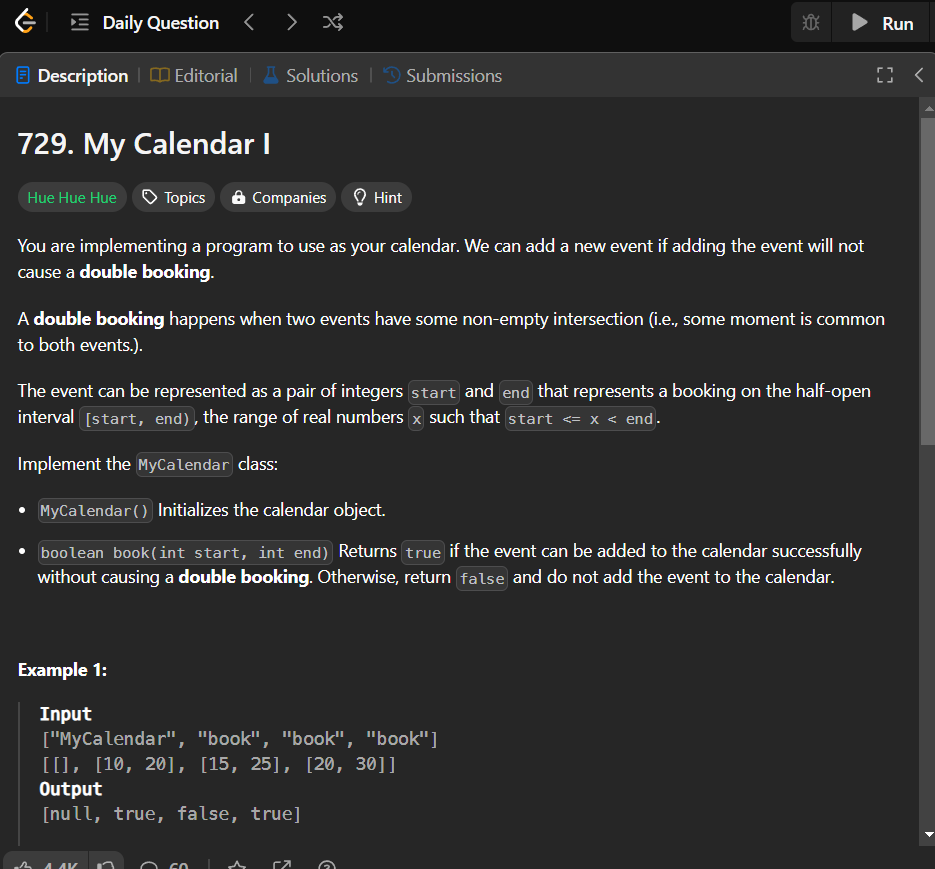 Daily Question
Run
Description
Editorial
Solutions
Submissions
729. My Calendar I
Hue Hue Hue
Topics
Companies
Hint
You are implementing a program to use as your calendar. We can add a new event if adding the event will not
cause a double booking.
A double booking happens when two events have some non-empty intersection (i.e., some moment is common
to both events.).
The event can be represented as a pair of integers start and end that represents a booking on the half-open
interval [start, end), the range of real numbers x such that start <= x < end.
Implement the MyCalendar class:
• MyCalendar() Initializes the calendar object.
• boolean book(int start, int end) Returns true if the event can be added to the calendar successfully
without causing a double booking. Otherwise, return false and do not add the event to the calendar.
Example 1:
Input
["MyCalendar", "book", "book", "book"]
[[], [10, 20], [15, 25], [20, 30]]
Output
[null, true, false, true]
4.4K
60